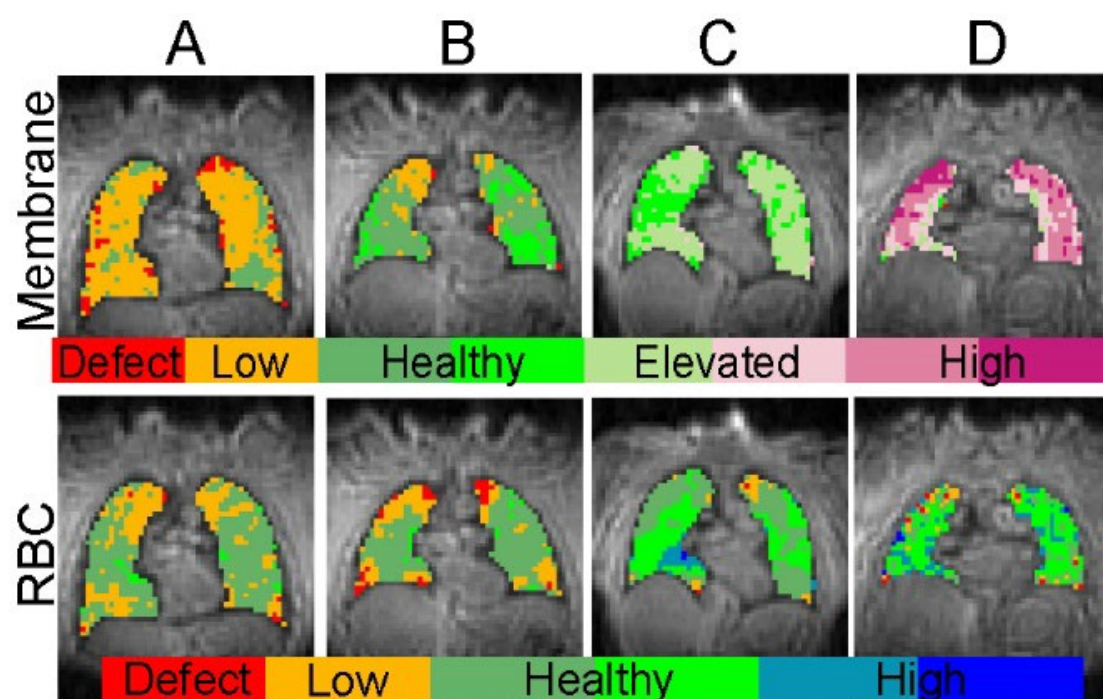 A B C D
Membrane
Defect Low Healthy Elevated High
RBC
Defect Low Healthy High